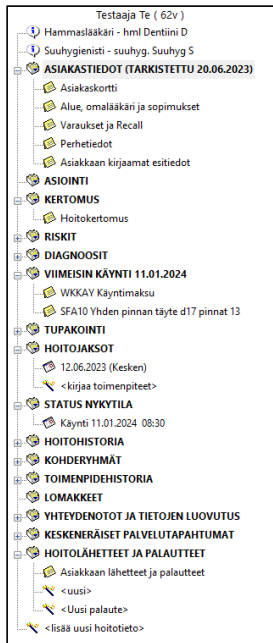 Testaaja Te ( 62v )
Hammaslääkäri - hml Dentiini D
Suuhygienisti - suuhyg. Suuhyg S
ASIAKASTIEDOT (TARKISTETTU 20.06.2023)
Asiakaskortti
Alue, omalääkäri ja sopimukset
Varaukset ja Recall
Perhetiedot
Asiakkaan kirjaamat esitiedot
ASIOINTI
KERTOMUS
Hoitokertomus
RISKIT
DIAGNOOSIT
VIIMEISIN KÄYNTI 11.01.2024
WKKAY Käyntimaksu
SFA10 Yhden pinnan täyte d17 pinnat 13
TUPAKOINTI
HOITOJAKSOT
12.06.2023 (Kesken)
<kirjaa toimenpiteet>
STATUS NYKYTILA
Käynti 11.01.2024 08:30
HOITOHISTORIA
KOHDERYHMÄT
TOIMENPIDEHISTORIA
LOMAKKEET
YHTEYDENOTOT JA TIETOJEN LUOVUTUS
KESKENERÄISET PALVELUTAPAHTUMAT
HOITOLÄHETTEET JA PALAUTTEET
Asiakkaan lähetteet ja palautteet
<uusi>
<Uusi palaute>
<lisää uusi hoitotieto>